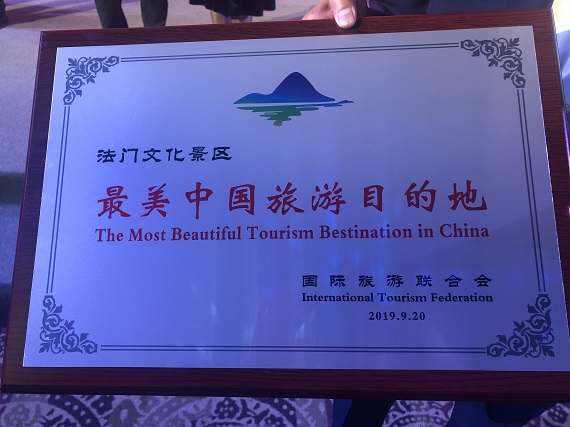 法门文化景区
最美中国旅游目的地
The Most Beautiful Tourism Bestination in China
国际旅游联合会
International Tourism Federation
2019.9.20